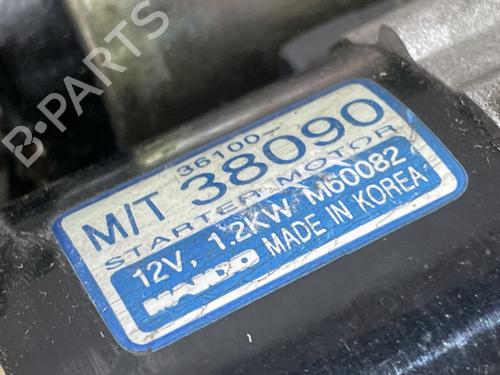 B-PARTS
36100-
M/T 38090
STARTER MOTOR
12V, 1.2KW M60082
MANDO MADE IN KOREA